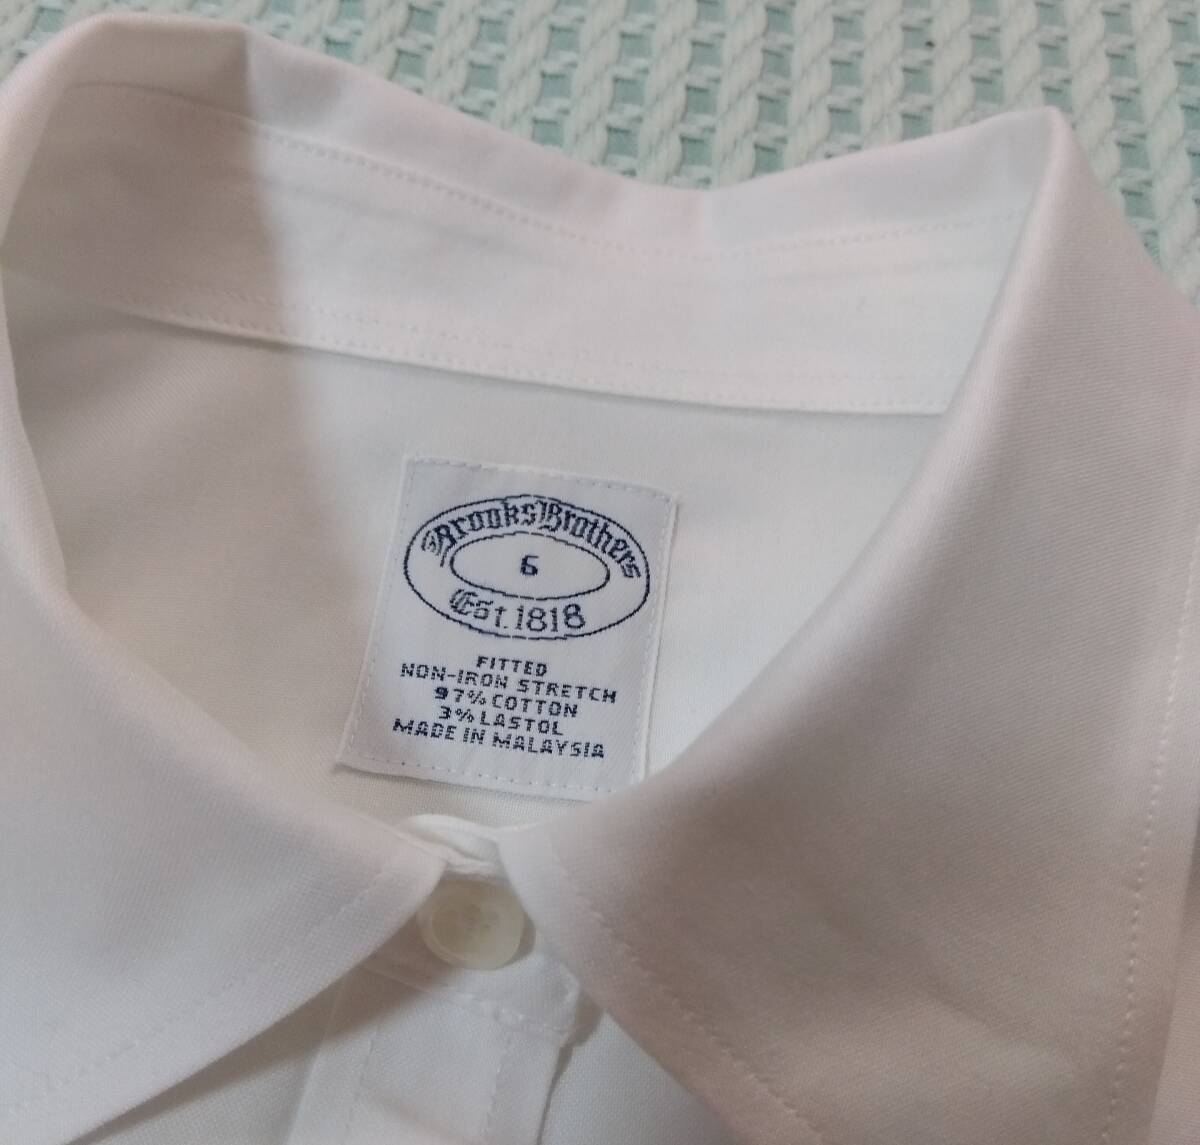 Brooks Brothers
6
Est. 1818
FITTED
NON-IRON STRETCH
97% COTTON
3% LASTOL
MADE IN MALAYSIA